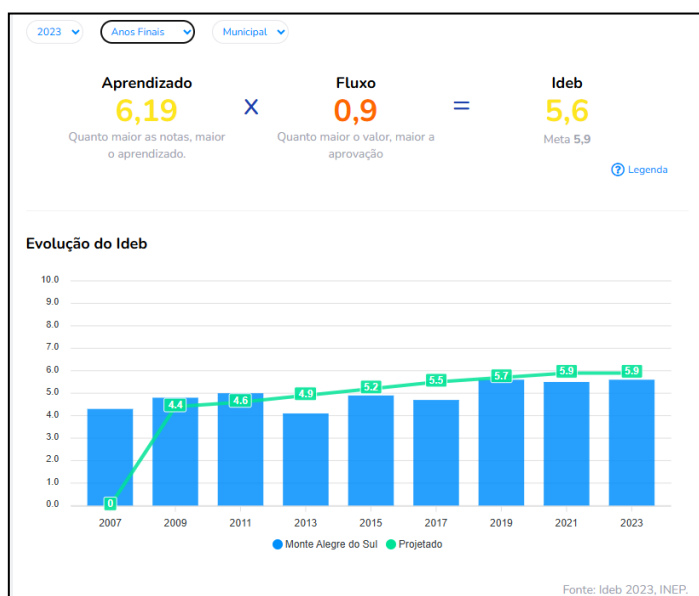 2023 Anos Finais Municipal
Aprendizado Fluxo Ideb
6,19 X 0,9 = 5,6
Quanto maior as notas, maior
o aprendizado.
Quanto maior o valor, maior a
aprovação
Meta 5,9
? Legenda
Evolução do Ideb
10.0
9.0
8.0
7.0
6.0
5.0
4.0
3.0
2.0
1.0
0.0
0 4.4 4.6 4.9 5.2 5.5 5.7 5.9 5.9
2007 2009 2011 2013 2015 2017 2019 2021 2023
Monte Alegre do Sul Projetado
Fonte: Ideb 2023, INEP.